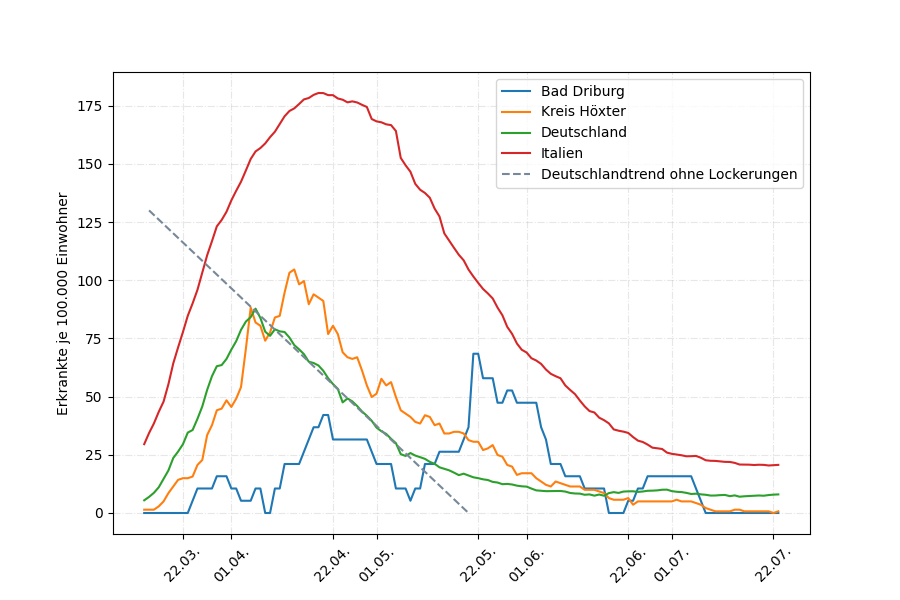 Bad Driburg
Kreis Höxter
Deutschland
Italien
Deutschlandtrend ohne Lockerungen
Erkrankte je 100.000 Einwohner
175
150
125
100
75
50
25
0
22.03. 01.04. 22.04. 01.05. 22.05. 01.06. 22.06. 01.07. 22.07.